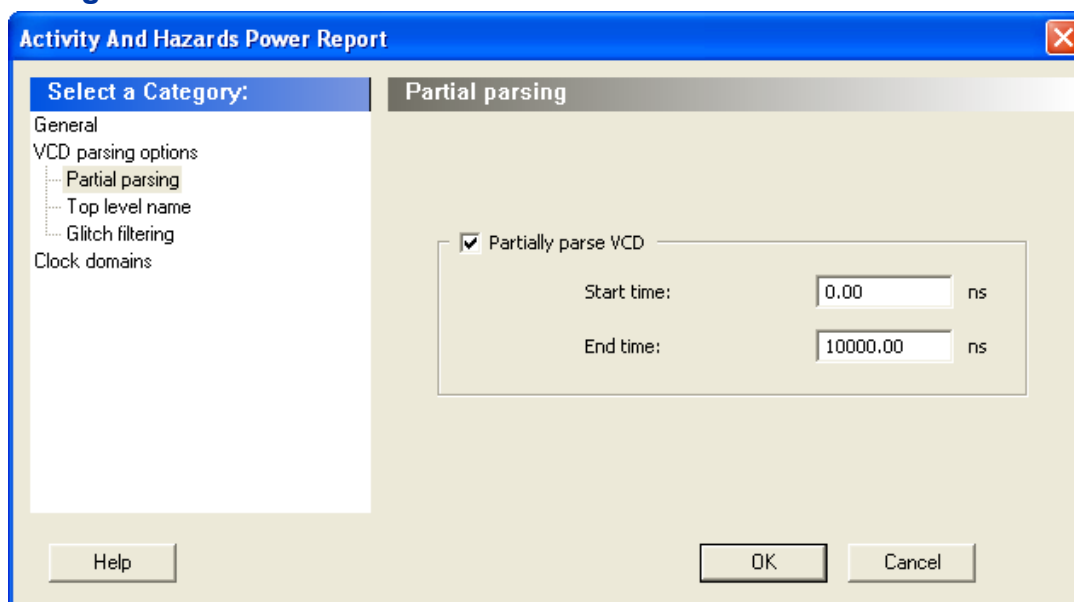 Activity And Hazards Power Report
Select a Category:
General
VCD parsing options
Partial parsing
Top level name
Glitch filtering
Clock domains
Partial parsing
Partially parse VCD
Start time: 0.00 ns
End time: 10000.00 ns
Help OK Cancel